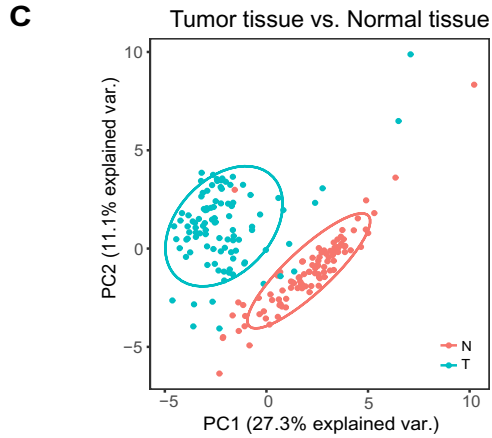 C
Tumor tissue vs. Normal tissue
PC2 (11.1% explained var.)
10
5
0
−5
−5
0
5
10
PC1 (27.3% explained var.)
N
T